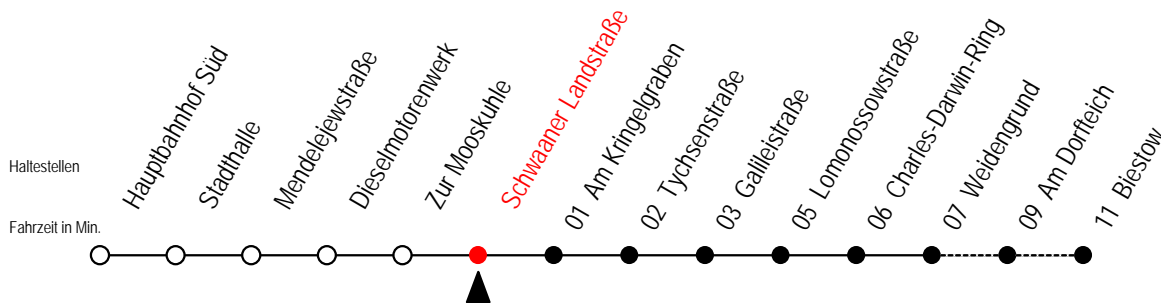 Haltestellen
Fahrzeit in Min.
Hauptbahnhof Süd
Stadthalle
Mendelejewstraße
Dieselmotorenwerk
Zur Mooskuhle
Schwaaner Landstraße
01 Am Kringelgraben
02 Tychsenstraße
03 Galileistraße
05 Lomonossowstraße
06 Charles-Darwin-Ring
07 Weidengrund
09 Am Dorfteich
11 Biestow